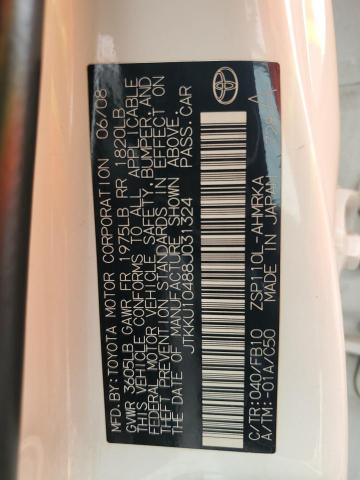 MFD.BY:TOYOTA MOTOR CORPORATION 06/08
GVWR 3605LB GAWR FR 1975LB RR 1820LB
THIS VEHICLE CONFORMS TO ALL APPLICABLE
FEDERAL MOTOR VEHICLE SAFETY, BUMPER, AND
THEFT PREVENTION STANDARDS IN EFFECT ON
THE DATE OF MANUFACTURE SHOWN ABOVE.
JTKKU10488J031324 PASS.CAR
C/TR:040/FB10 ZSP110L-AHMRKA
A/TM:-01A/C50 MADE IN JAPAN
A
TOYOTA